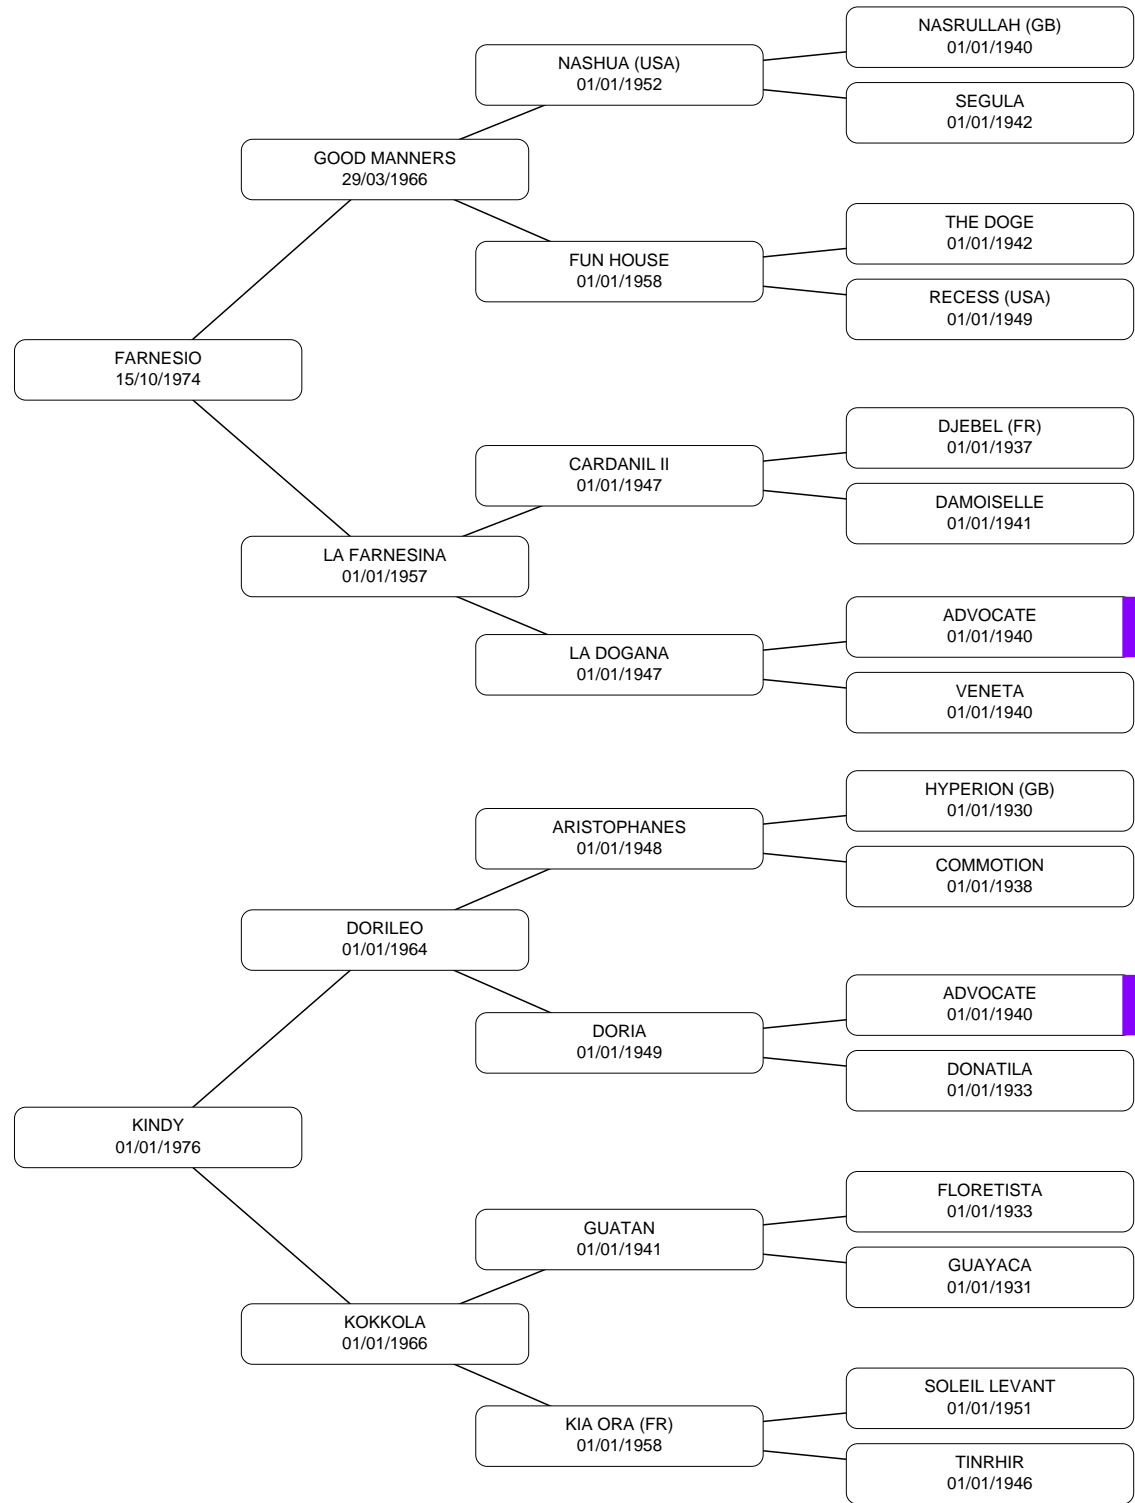 NASRULLAH (GB)
01/01/1940
NASHUA (USA)
01/01/1952
SEGULA
01/01/1942
GOOD MANNERS
29/03/1966
THE DOGE
01/01/1942
FUN HOUSE
01/01/1958
RECESS (USA)
01/01/1949
FARNESIO
15/10/1974
DJEBEL (FR)
01/01/1937
CARDANIL II
01/01/1947
DAMOISELLE
01/01/1941
LA FARNESINA
01/01/1957
ADVOCATE
01/01/1940
LA DOGANA
01/01/1947
VENETA
01/01/1940
HYPERION (GB)
01/01/1930
ARISTOPHANES
01/01/1948
COMMOTION
01/01/1938
DORILEO
01/01/1964
ADVOCATE
01/01/1940
DORIA
01/01/1949
DONATILA
01/01/1933
KINDY
01/01/1976
FLORETISTA
01/01/1933
GUATAN
01/01/1941
GUAYACA
01/01/1931
KOKKOLA
01/01/1966
SOLEIL LEVANT
01/01/1951
KIA ORA (FR)
01/01/1958
TINRHIR
01/01/1946